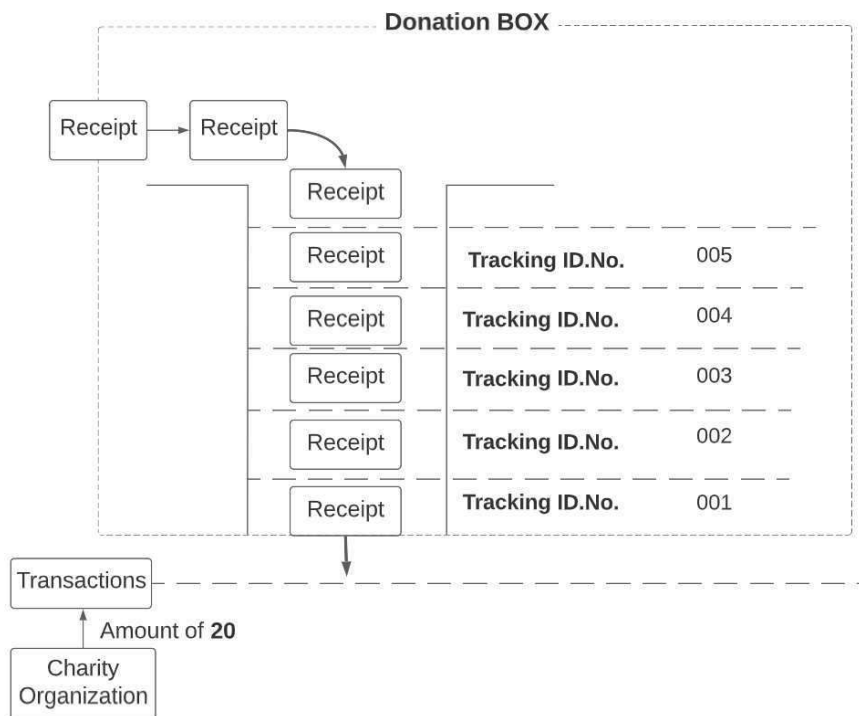 Donation BOX
Receipt
Receipt
Receipt
Receipt
Tracking ID.No. 005
Receipt
Tracking ID.No. 004
Receipt
Tracking ID.No. 003
Receipt
Tracking ID.No. 002
Receipt
Tracking ID.No. 001
Transactions
Amount of 20
Charity
Organization